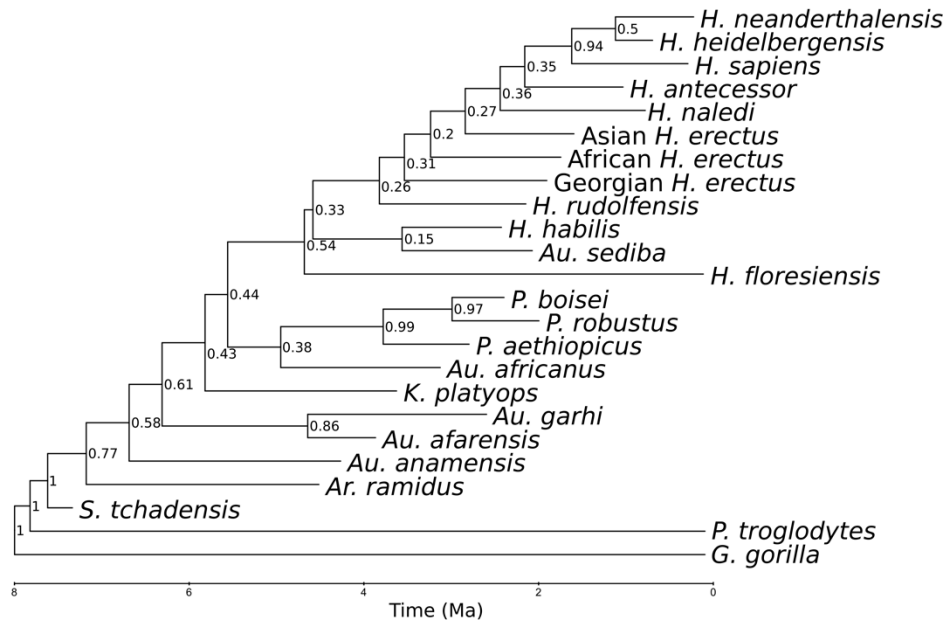 H. neanderthalensis
0.5
H. heidelbergensis
0.94
H. sapiens
0.35
H. antecessor
0.36
H. naledi
0.27
Asian H. erectus
0.2
African H. erectus
0.31
Georgian H. erectus
0.26
H. rudolfensis
0.33
H. habilis
0.15
0.54
Au. sediba
H. floresiensis
0.44
P. boisei
0.97
P. robustus
0.99
P. aethiopicus
0.38
0.43
Au. africanus
0.61
K. platyops
Au. garhi
0.86
0.58
Au. afarensis
0.77
Au. anamensis
1
Ar. ramidus
1
S. tchadensis
1
P. troglodytes
G. gorilla
8 6 4 2 0
Time (Ma)